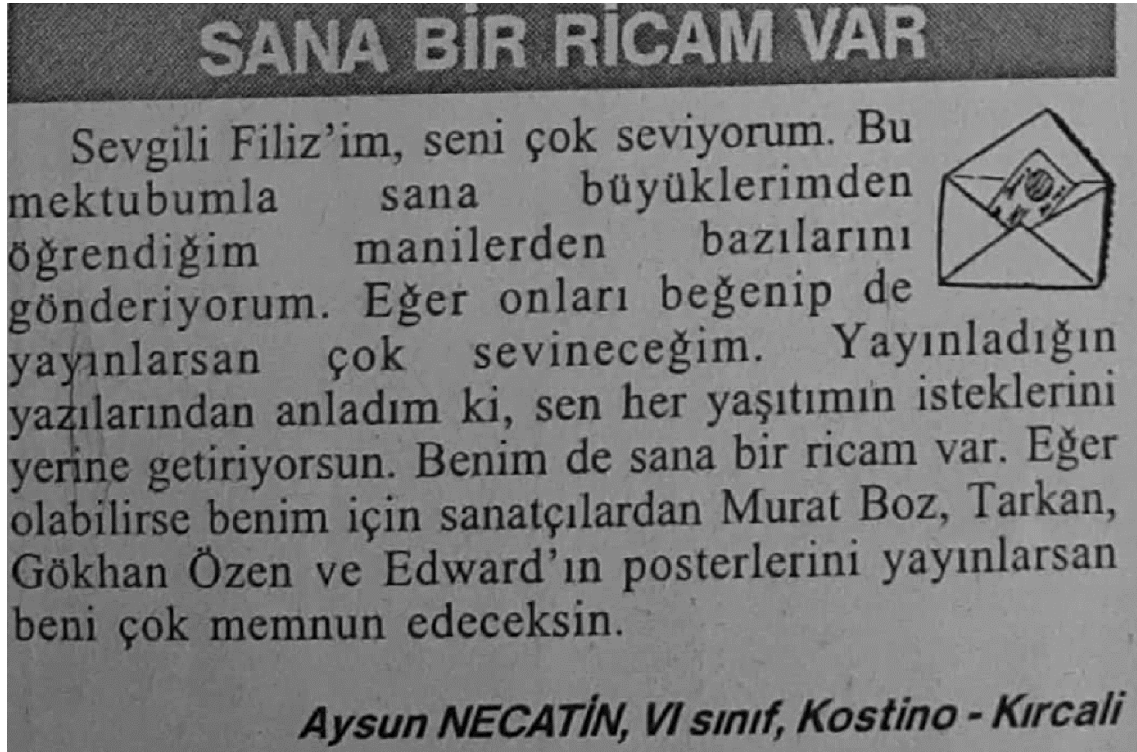 SANA BİR RİCAM VAR
Sevgili Filiz'im, seni çok seviyorum. Bu
mektubumla sana büyüklerimden
öğrendiğim manilerden bazılarını
gönderiyorum. Eğer onları beğenip de
yayınlarsan çok sevineceğim. Yayınladığın
yazılarından anladım ki, sen her yaşıtımın isteklerini
yerine getiriyorsun. Benim de sana bir ricam var. Eğer
olabilirse benim için sanatçılardan Murat Boz, Tarkan,
Gökhan Özen ve Edward'ın posterlerini yayınlarsan
beni çok memnun edeceksin.
Aysun NECATİN, VI sınıf, Kostino - Kırcali